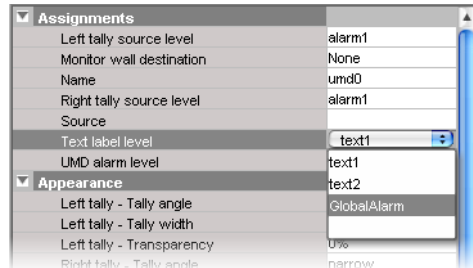 Assignments
Left tally source level alarm1
Monitor wall destination None
Name umd0
Right tally source level alarm1
Source
Text label level text1
UMD alarm level text1
text2
Appearance
Left tally - Tally angle GlobalAlarm
Left tally - Tally width
Left tally - Transparency 0%
Right tally - Tally angle narrow